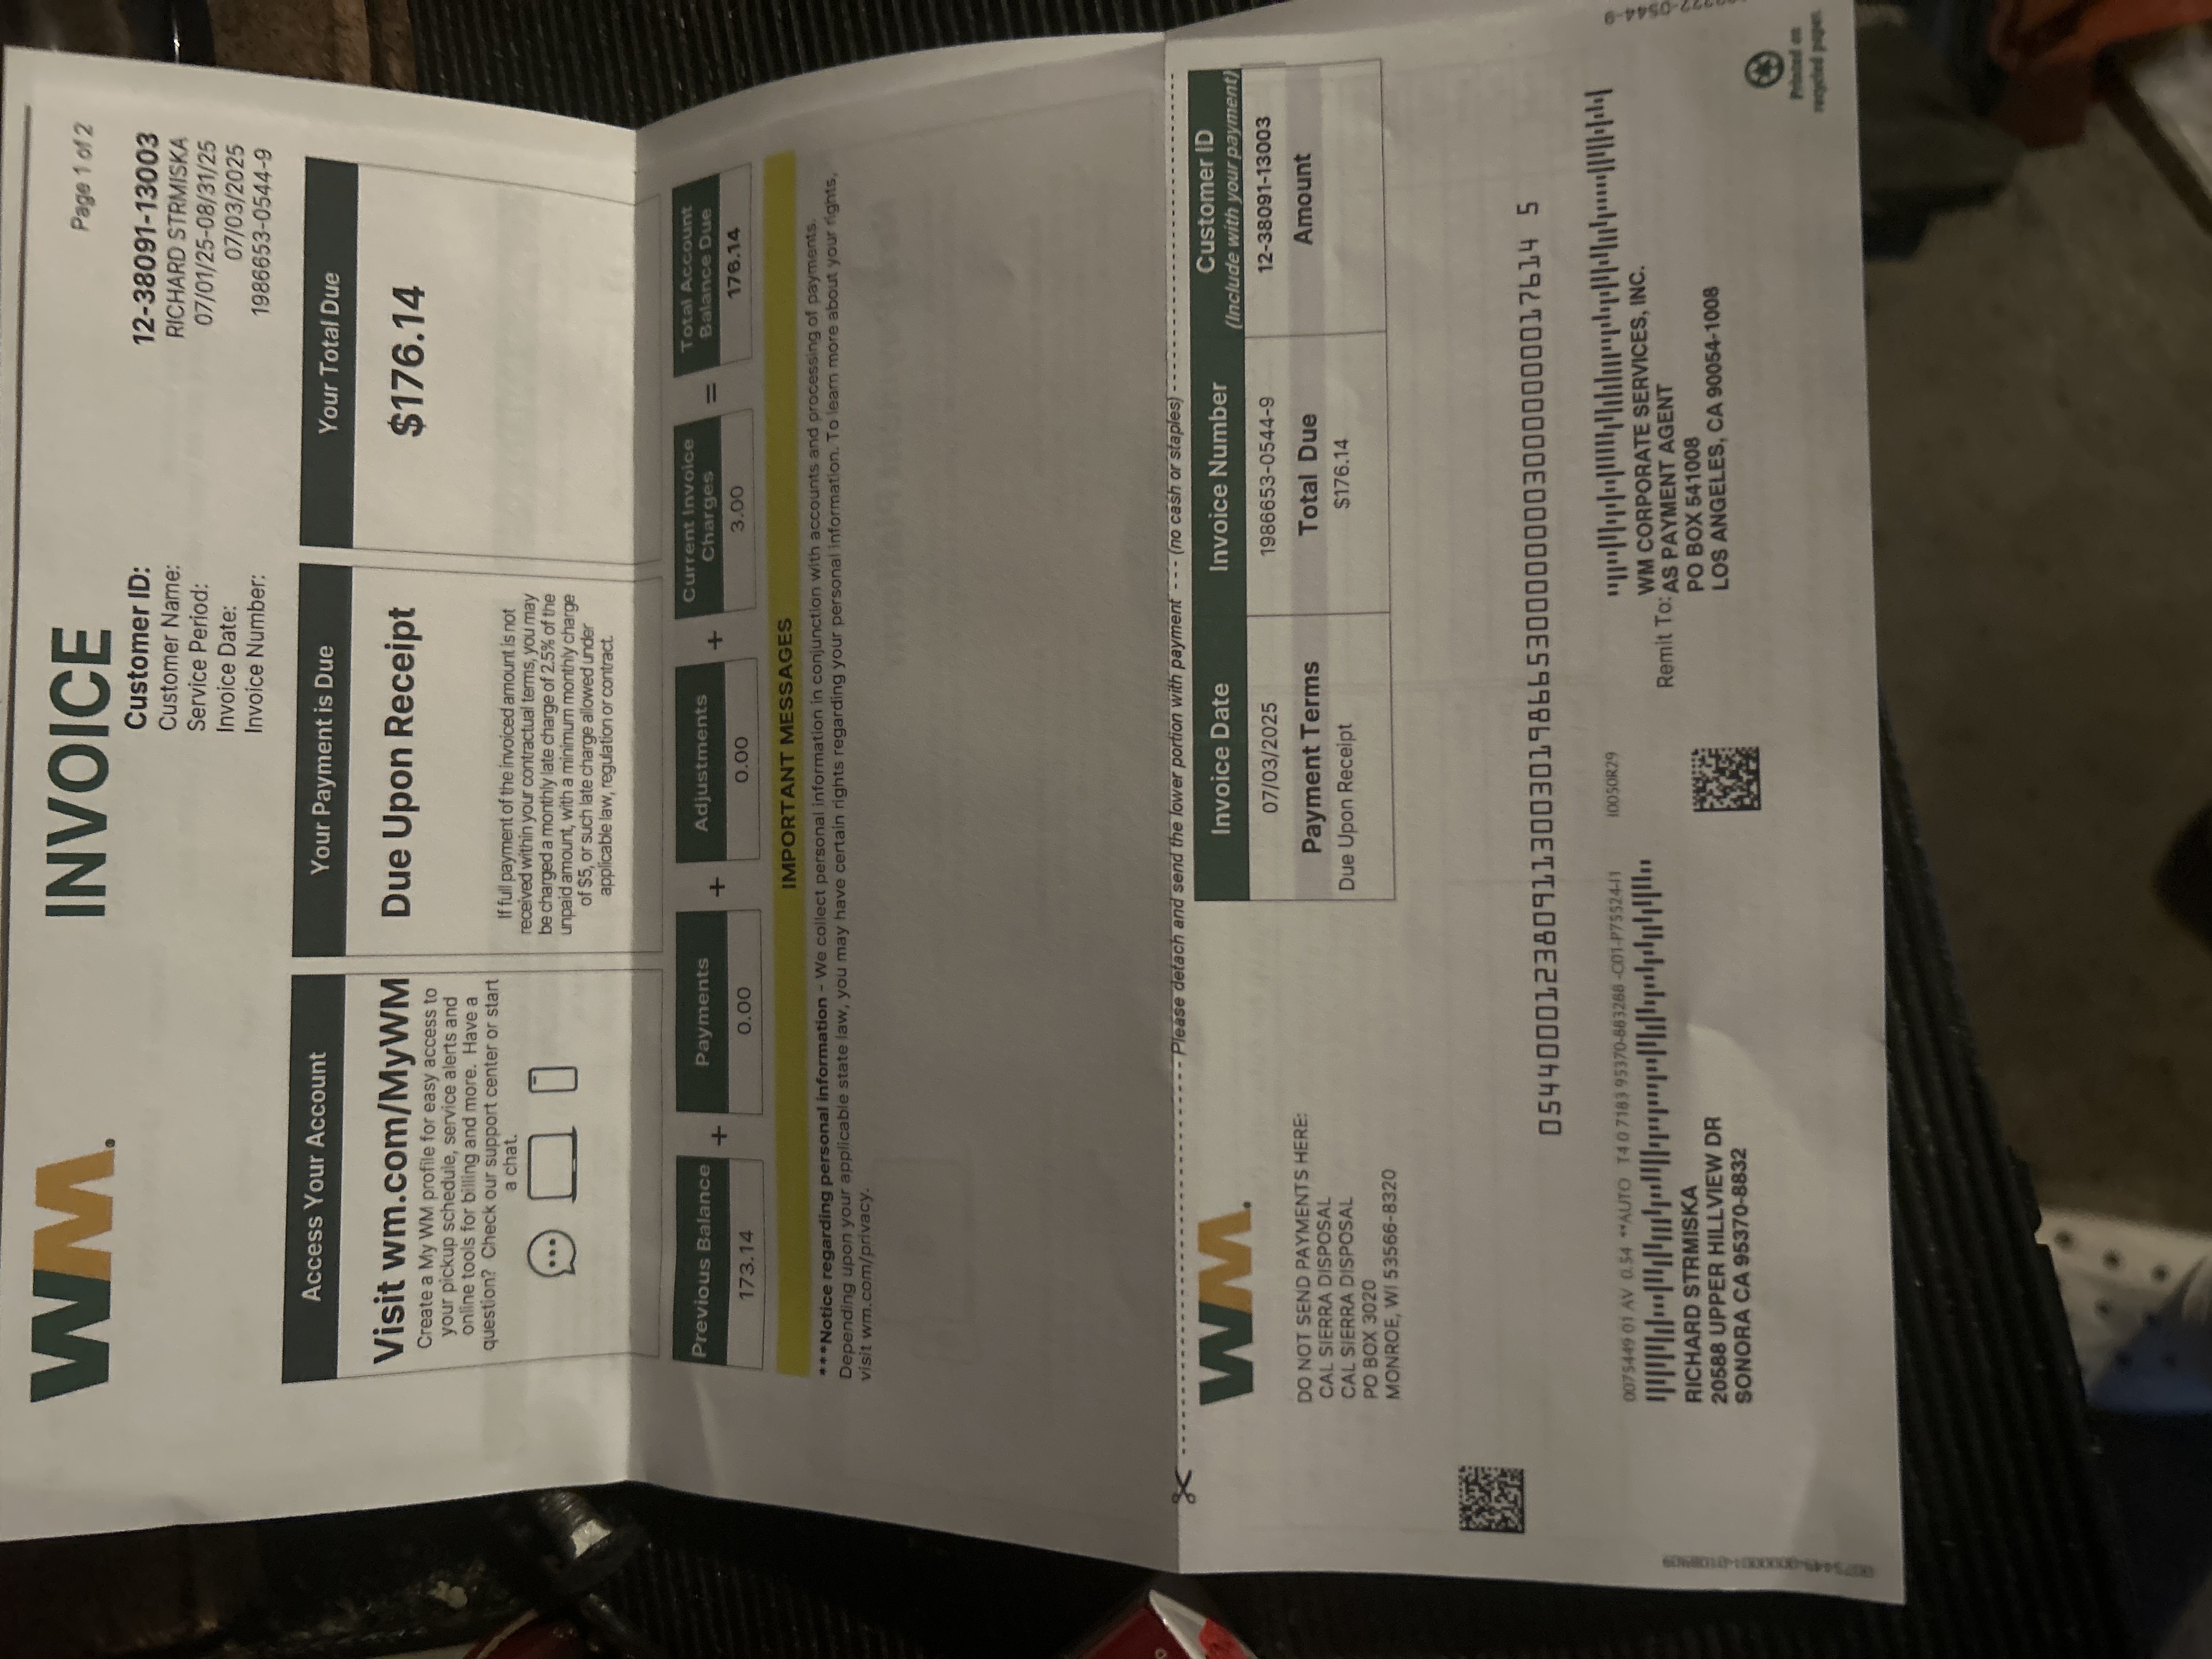 WM.
INVOICE
Page 1 of 2
Customer ID: 12-38091-13003
Customer Name: RICHARD STRMISKA
Service Period: 07/01/25-08/31/25
Invoice Date: 07/03/2025
Invoice Number: 1986653-0544-9
Access Your Account
Visit wm.com/MyWM
Create a My WM profile for easy access to
your pickup schedule, service alerts and
online tools for billing and more. Have a
question? Check our support center or start
a chat.
Your Payment is Due
Due Upon Receipt
If full payment of the invoiced amount is not
received within your contractual terms, you may
be charged a monthly late charge of 2.5% of the
unpaid amount, with a minimum monthly charge
of $5, or such late charge allowed under
applicable law, regulation or contract.
Your Total Due
$176.14
Previous Balance
173.14
+
Payments
0.00
+
Adjustments
0.00
+
Current Invoice
Charges
3.00
=
Total Account
Balance Due
176.14
IMPORTANT MESSAGES
***Notice regarding personal information - We collect personal information in conjunction with accounts and processing of payments.
Depending upon your applicable state law, you may have certain rights regarding your personal information. To learn more about your rights,
visit wm.com/privacy.
Please detach and send the lower portion with payment --- (no cash or staples)
WM.
DO NOT SEND PAYMENTS HERE:
CAL SIERRA DISPOSAL
CAL SIERRA DISPOSAL
PO BOX 3020
MONROE, WI 53566-8320
Invoice Date Invoice Number Customer ID
(Include with your payment)
07/03/2025 1986653-0544-9 12-38091-13003
Payment Terms Total Due Amount
Due Upon Receipt $176.14
0544000123809113003019866530000000030000000017614 5
0075449 01 AV 0.54 **AUTO T4 0 7183 95370-883288 -C01-P75524-I1 I0050R29
RICHARD STRMISKA
20588 UPPER HILLVIEW DR
SONORA CA 95370-8832
Remit To:
WM CORPORATE SERVICES, INC.
AS PAYMENT AGENT
PO BOX 541008
LOS ANGELES, CA 90054-1008
Printed on
recycled paper.